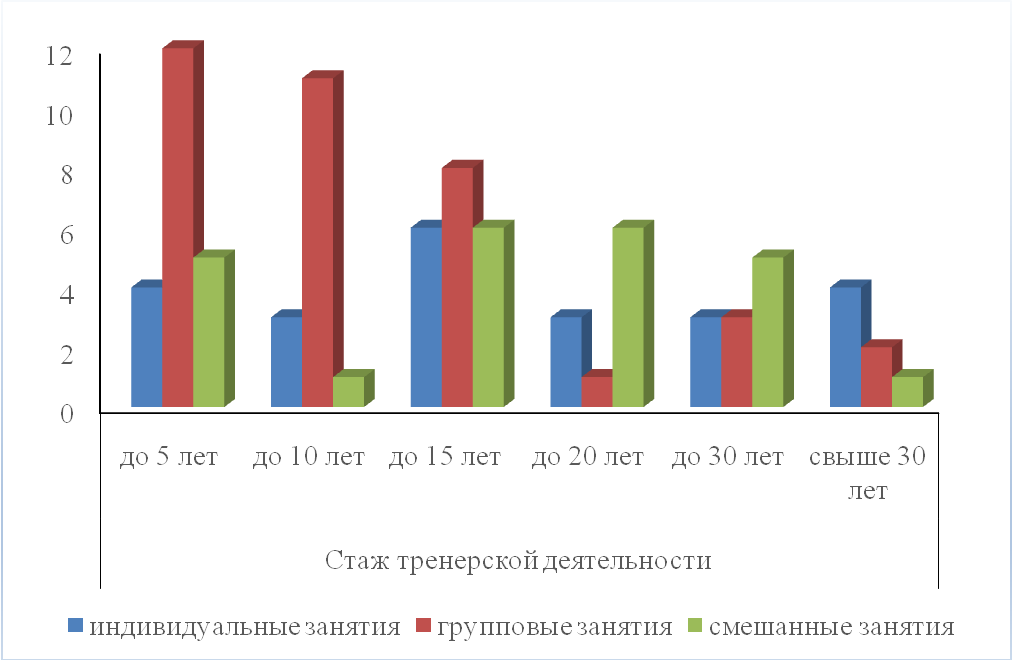 12
10
8
6
4
2
0
до 5 лет
до 10 лет
до 15 лет
до 20 лет
до 30 лет
свыше 30
лет
Стаж тренерской деятельности
индивидуальные занятия
групповые занятия
смешанные занятия